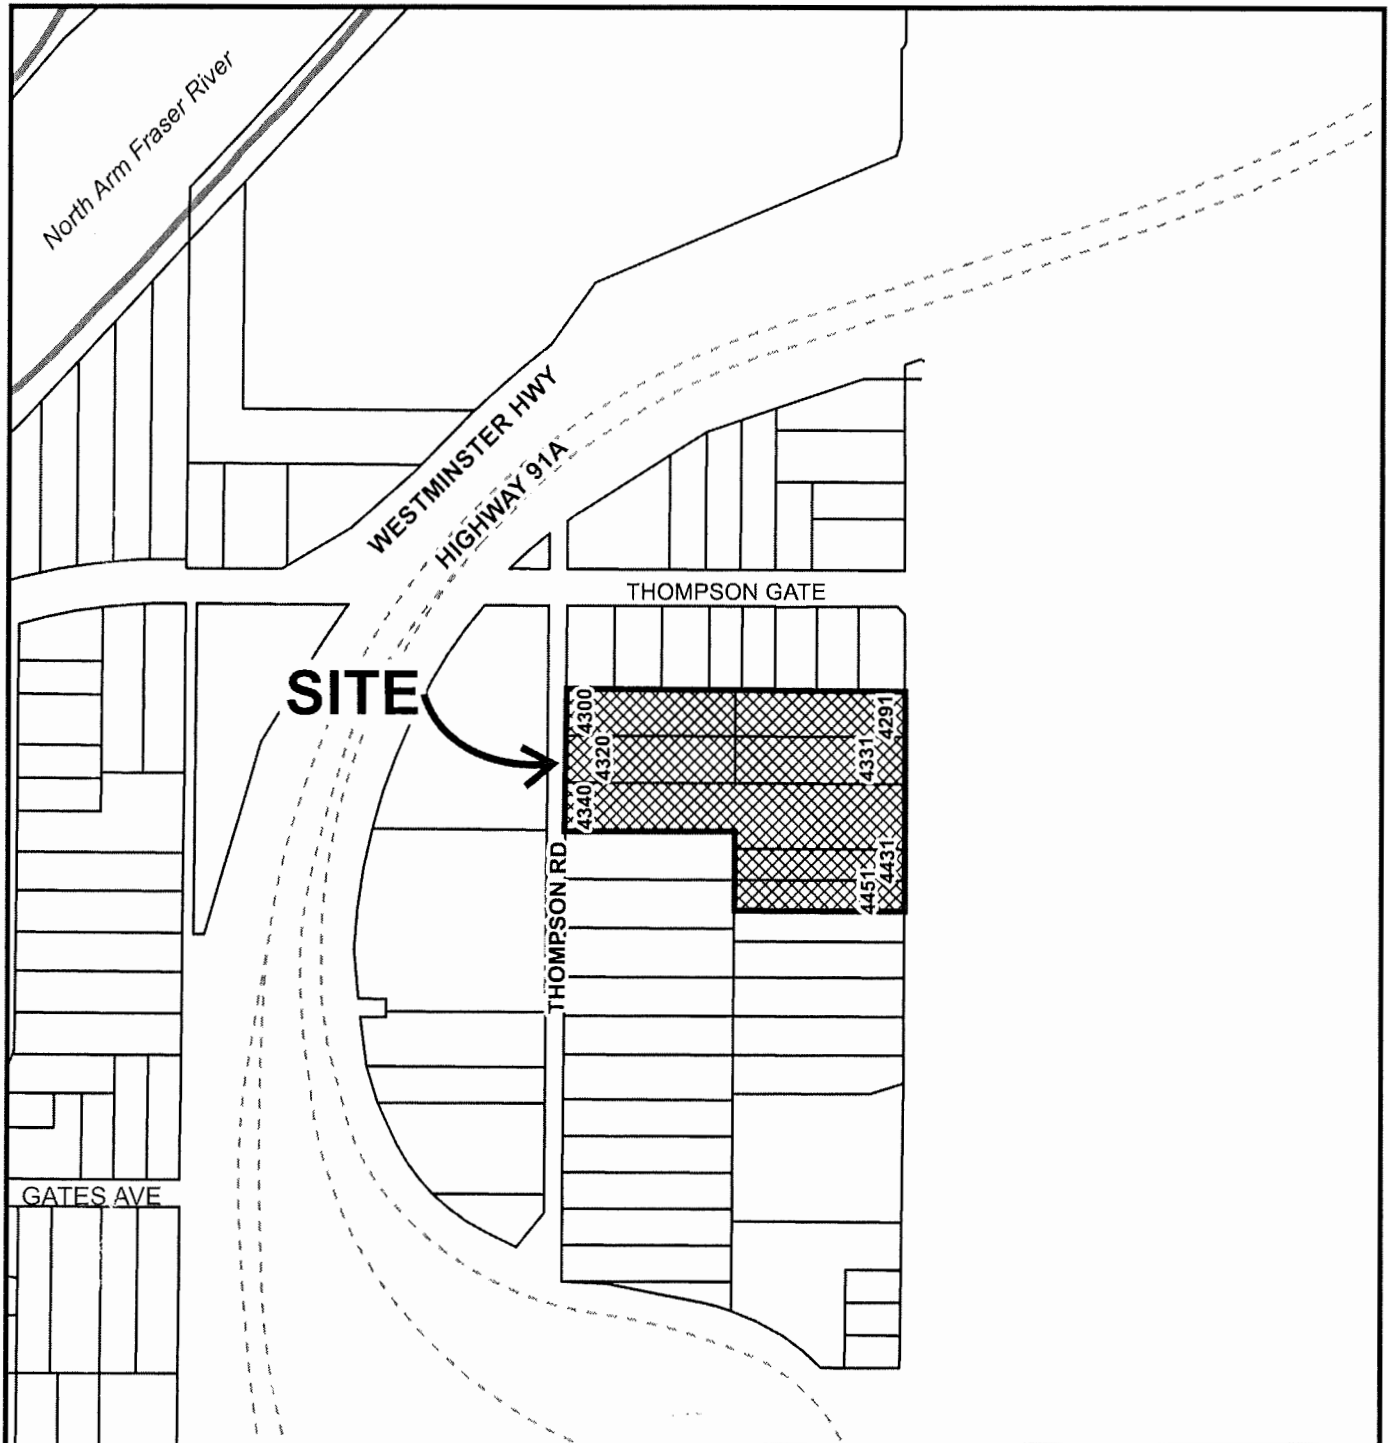 North Arm Fraser River
WESTMINSTER HWY
HIGHWAY 91A
THOMPSON GATE
SITE
4300
4291
4320
4331
4340
4431
4451
THOMPSON RD
GATES AVE